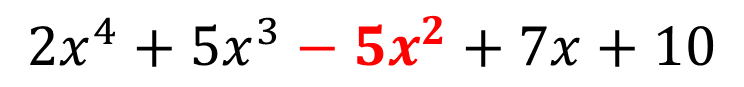 2x⁴ + 5x³ − 5x² + 7x + 10